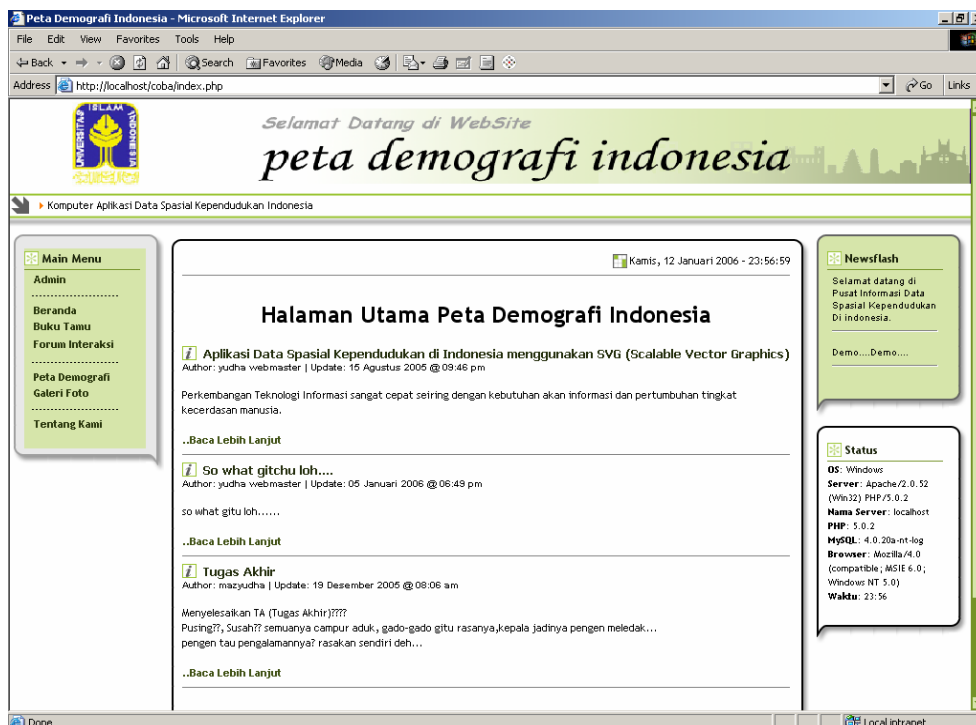 Peta Demografi Indonesia - Microsoft Internet Explorer
File Edit View Favorites Tools Help
Back Search Favorites Media
Address http://localhost/coba/index.php Go Links
UNIVERSITAS ISLAM INDONESIA
Selamat Datang di WebSite
peta demografi indonesia
Komputer Aplikasi Data Spasial Kependudukan Indonesia
Main Menu
Admin
Beranda
Buku Tamu
Forum Interaksi
Peta Demografi
Galeri Foto
Tentang Kami
Kamis, 12 Januari 2006 - 23:56:59
Halaman Utama Peta Demografi Indonesia
i Aplikasi Data Spasial Kependudukan di Indonesia menggunakan SVG (Scalable Vector Graphics)
Author: yudha webmaster | Update: 15 Agustus 2005 @ 09:46 pm
Perkembangan Teknologi Informasi sangat cepat seiring dengan kebutuhan akan informasi dan pertumbuhan tingkat
kecerdasan manusia.
..Baca Lebih Lanjut
i So what gitchu loh....
Author: yudha webmaster | Update: 05 Januari 2006 @ 06:49 pm
so what gitu loh......
..Baca Lebih Lanjut
i Tugas Akhir
Author: mazyudha | Update: 19 Desember 2005 @ 08:06 am
Menyelesaikan TA (Tugas Akhir)????
Pusing??, Susah?? semuanya campur aduk, gado-gado gitu rasanya,kepala jadinya pengen meledak...
pengen tau pengalamannya? rasakan sendiri deh...
..Baca Lebih Lanjut
Newsflash
Selamat datang di
Pusat Informasi Data
Spasial Kependudukan
Di indonesia.
Demo....Demo....
Status
OS: Windows
Server: Apache/2.0.52
(Win32) PHP/5.0.2
Nama Server: localhost
PHP: 5.0.2
MySQL: 4.0.20a-nt-log
Browser: Mozilla/4.0
(compatible; MSIE 6.0;
Windows NT 5.0)
Waktu: 23:56
Done Local intranet